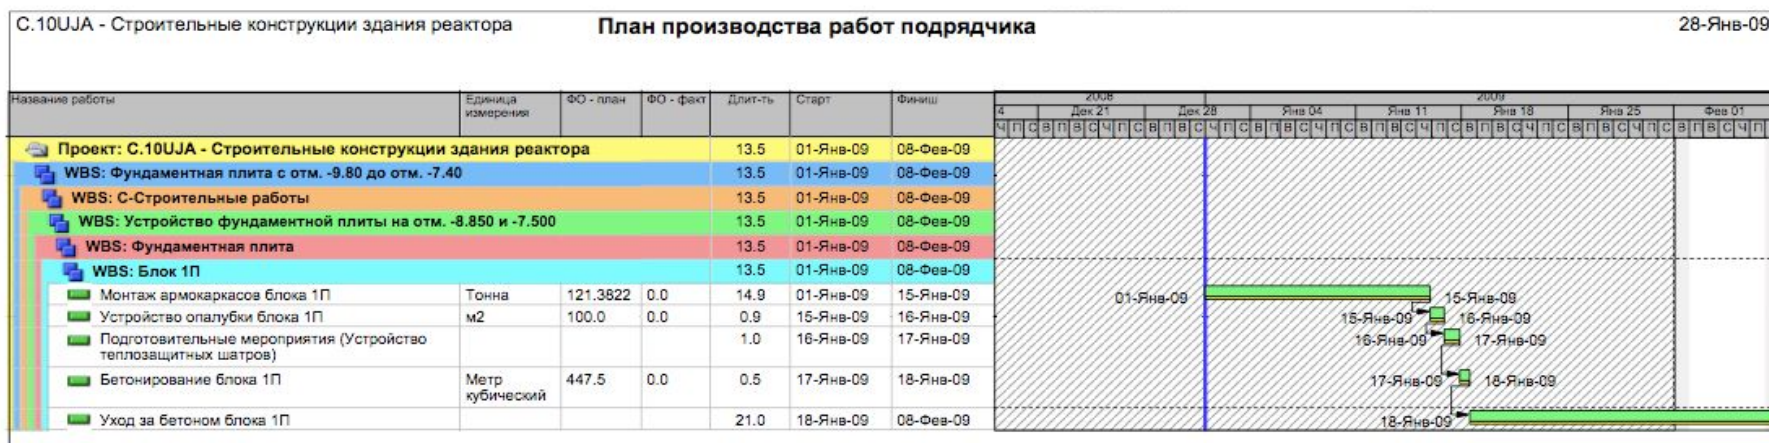 C.10UJA - Строительные конструкции здания реактора План производства работ подрядчика 28-Янв-09
Название работы Единица измерения ФО - план ФО - факт Длит-ть Старт Финиш 2008 2009
4 Дек 21 Дек 28 Янв 04 Янв 11 Янв 18 Янв 25 Фев 01
Ч П С В П В С Ч П С В П В С Ч П С В П В С Ч П С В П В С Ч П С В П В С Ч П С В П В С Ч П С В П В С Ч П
Проект: C.10UJA - Строительные конструкции здания реактора 13.5 01-Янв-09 08-Фев-09
WBS: Фундаментная плита с отм. -9.80 до отм. -7.40 13.5 01-Янв-09 08-Фев-09
WBS: С-Строительные работы 13.5 01-Янв-09 08-Фев-09
WBS: Устройство фундаментной плиты на отм. -8.850 и -7.500 13.5 01-Янв-09 08-Фев-09
WBS: Фундаментная плита 13.5 01-Янв-09 08-Фев-09
WBS: Блок 1П 13.5 01-Янв-09 08-Фев-09
Монтаж армокаркасов блока 1П Тонна 121.3822 0.0 14.9 01-Янв-09 15-Янв-09 01-Янв-09 15-Янв-09
Устройство опалубки блока 1П м2 100.0 0.0 0.9 15-Янв-09 16-Янв-09 15-Янв-09 16-Янв-09
Подготовительные мероприятия (Устройство 1.0 16-Янв-09 17-Янв-09 16-Янв-09 17-Янв-09
теплозащитных шатров)
Бетонирование блока 1П Метр 447.5 0.0 0.5 17-Янв-09 18-Янв-09 17-Янв-09 18-Янв-09
кубический
Уход за бетоном блока 1П 21.0 18-Янв-09 08-Фев-09 18-Янв-09